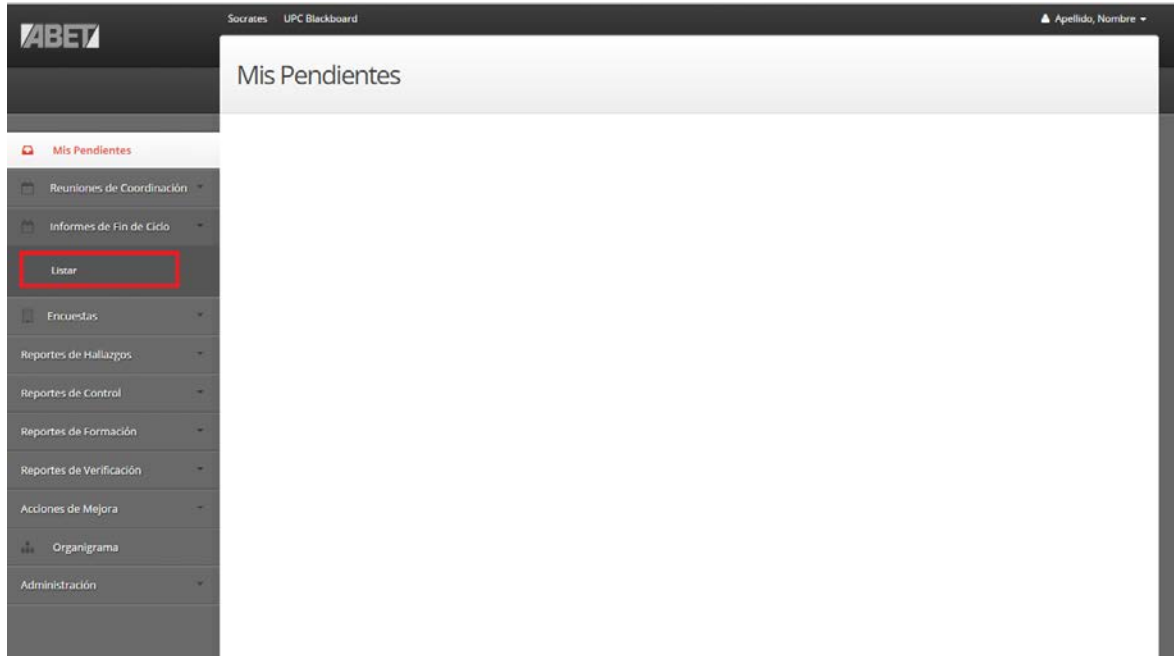 ABET
Socrates UPC Blackboard Apellido, Nombre
Mis Pendientes
Mis Pendientes
Reuniones de Coordinación
Informes de Fin de Ciclo
Listar
Encuestas
Reportes de Hallazgos
Reportes de Control
Reportes de Formación
Reportes de Verificación
Acciones de Mejora
Organigrama
Administración